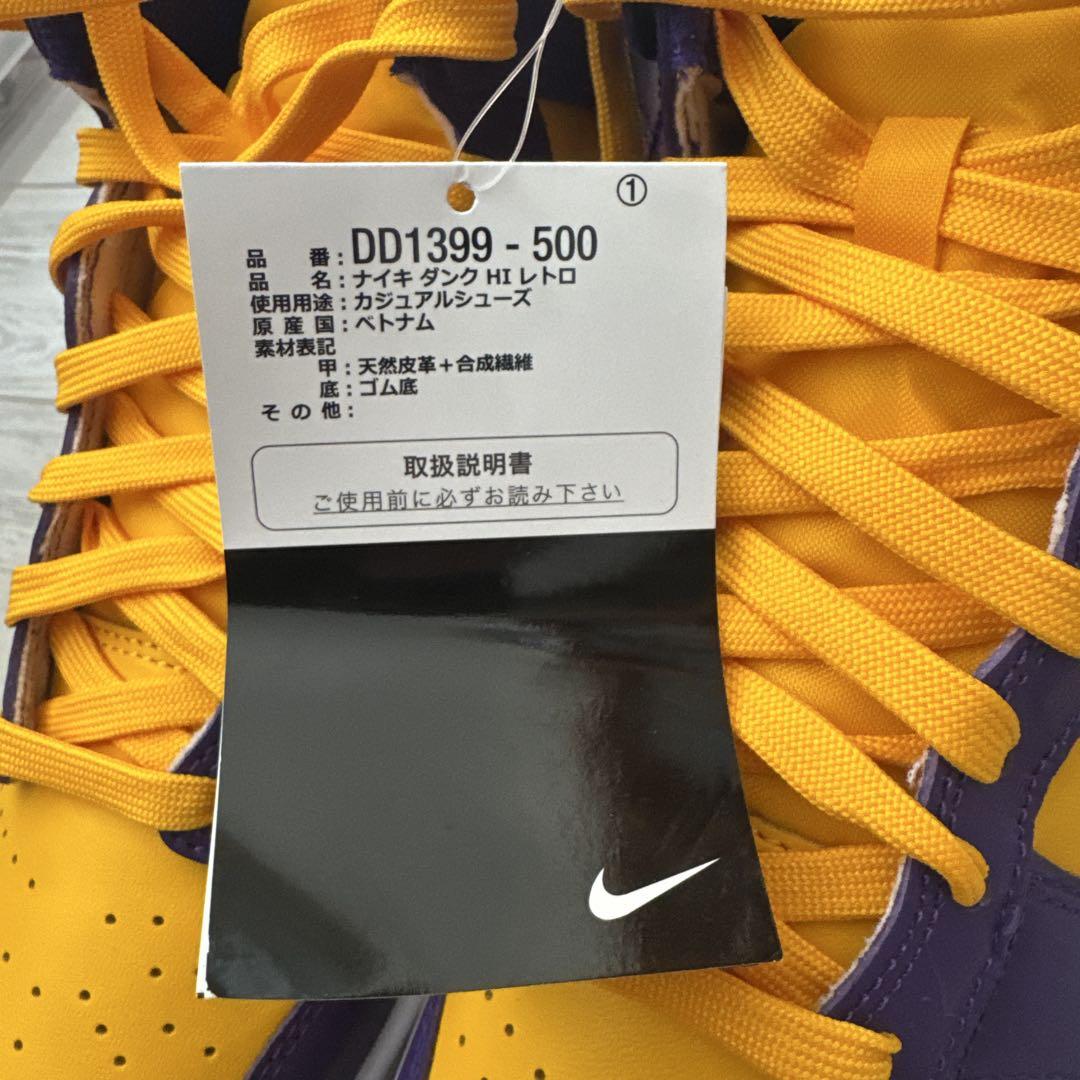 ①
品 番 : DD1399 - 500
品 名 : ナイキ ダンク HI レトロ
使用用途 : カジュアルシューズ
原 産 国 : ベトナム
素材表記
甲 : 天然皮革＋合成繊維
底 : ゴム底
そ の 他 :
取扱説明書
ご使用前に必ずお読み下さい